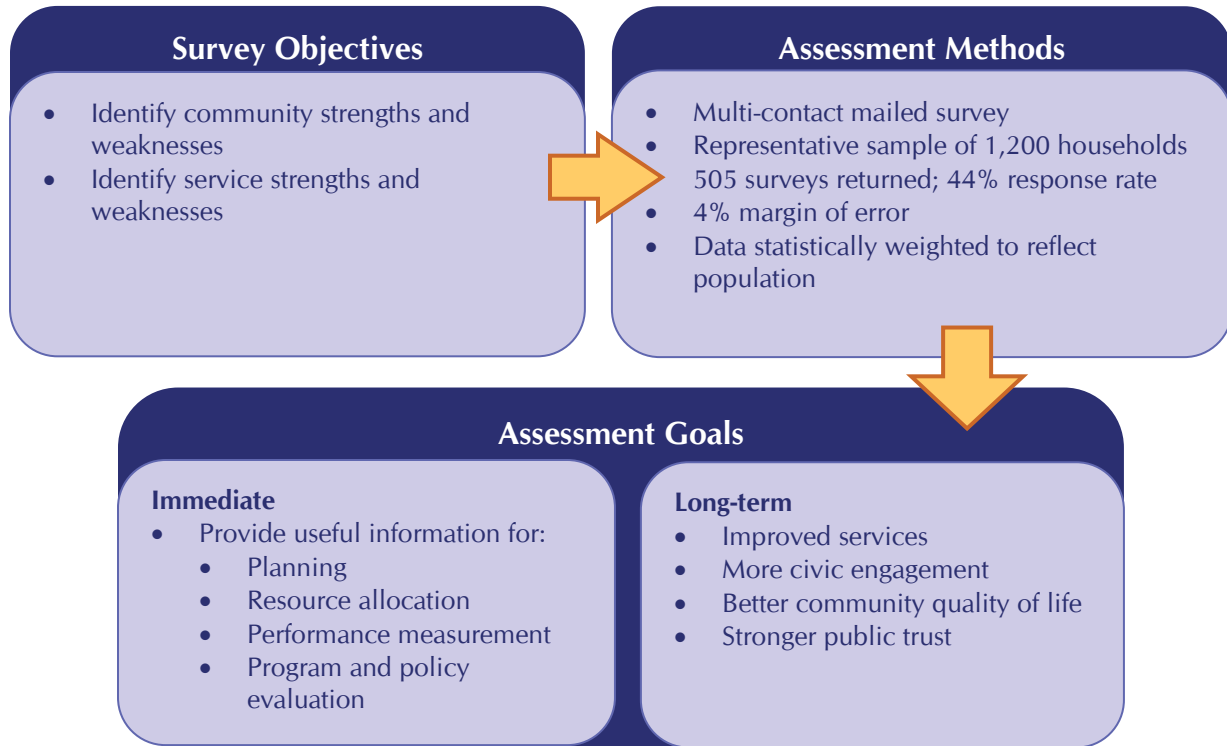 Survey Objectives
• Identify community strengths and
weaknesses
• Identify service strengths and
weaknesses
Assessment Methods
• Multi-contact mailed survey
• Representative sample of 1,200 households
• 505 surveys returned; 44% response rate
• 4% margin of error
• Data statistically weighted to reflect
population
Assessment Goals
Immediate
• Provide useful information for:
• Planning
• Resource allocation
• Performance measurement
• Program and policy
evaluation
Long-term
• Improved services
• More civic engagement
• Better community quality of life
• Stronger public trust